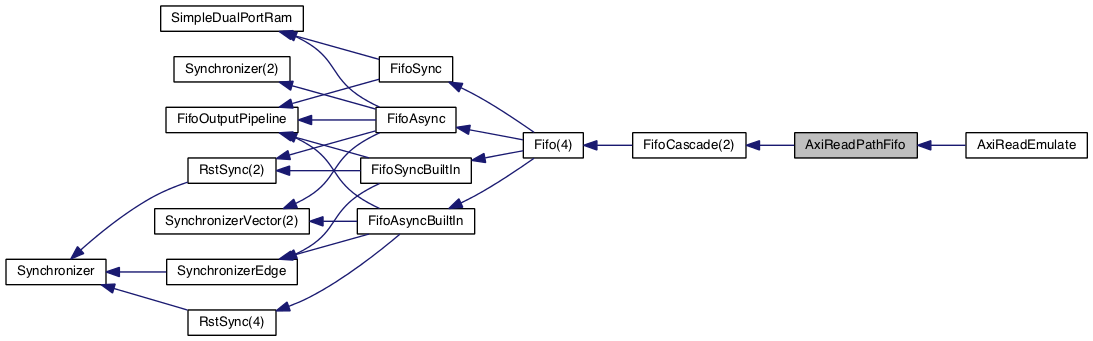 SimpleDualPortRam
Synchronizer(2)
FifoSync
FifoOutputPipeline
FifoAsync
Fifo(4)
FifoCascade(2)
AxiReadPathFifo
AxiReadEmulate
RstSync(2)
FifoSyncBuiltIn
SynchronizerVector(2)
FifoAsyncBuiltIn
Synchronizer
SynchronizerEdge
RstSync(4)